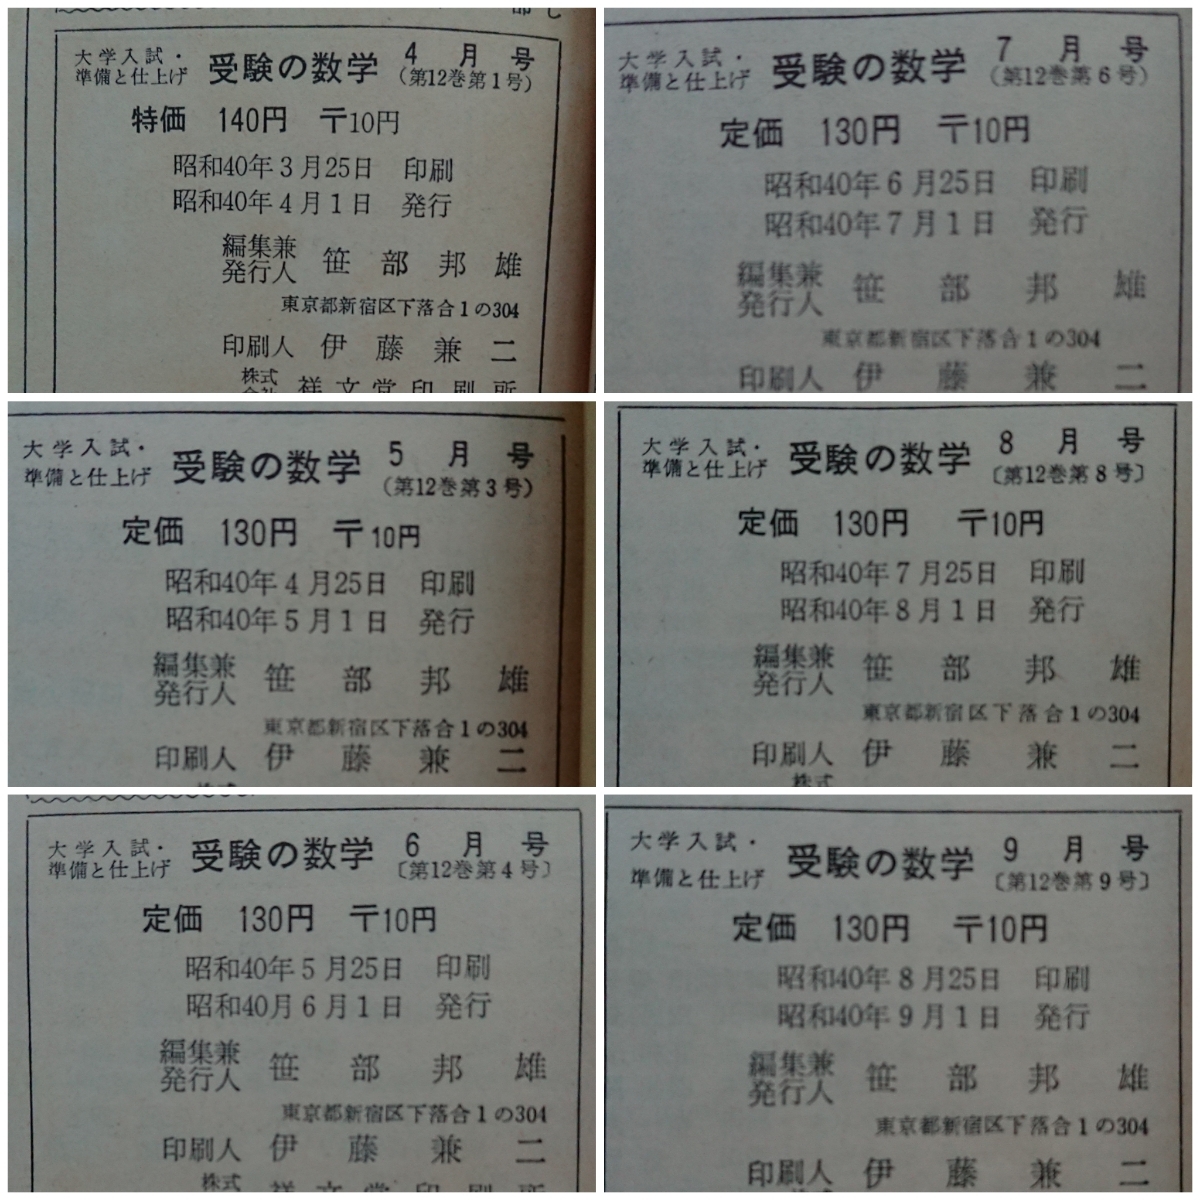 大学入試・
準備と仕上げ 受験の数学 4月号
（第12巻第1号）
特価 140円 〒10円
昭和40年3月25日 印刷
昭和40年4月1日 発行
編集兼
発行人 笹部邦雄
東京都新宿区下落合1の304
印刷人 伊藤兼二
株式
祥文堂印刷所
大学入試・
準備と仕上げ 受験の数学 5月号
（第12巻第3号）
定価 130円 〒10円
昭和40年4月25日 印刷
昭和40年5月1日 発行
編集兼
発行人 笹部邦雄
東京都新宿区下落合1の304
印刷人 伊藤兼二
大学入試・
準備と仕上げ 受験の数学 6月号
〔第12巻第4号〕
定価 130円 〒10円
昭和40年5月25日 印刷
昭和40月6月1日 発行
編集兼
発行人 笹部邦雄
東京都新宿区下落合1の304
印刷人 伊藤兼二
株式
大学入試・
準備と仕上げ 受験の数学 7月号
（第12巻第6号）
定価 130円 〒10円
昭和40年6月25日 印刷
昭和40年7月1日 発行
編集兼
発行人 笹部邦雄
東京都新宿区下落合1の304
印刷人 伊藤兼二
大学入試・
準備と仕上げ 受験の数学 8月号
〔第12巻第8号〕
定価 130円 〒10円
昭和40年7月25日 印刷
昭和40年8月1日 発行
編集兼
発行人 笹部邦雄
東京都新宿区下落合1の304
印刷人 伊藤兼二
株式
大学入試・
準備と仕上げ 受験の数学 9月号
〔第12巻第9号〕
定価 130円 〒10円
昭和40年8月25日 印刷
昭和40年9月1日 発行
編集兼
発行人 笹部邦雄
東京都新宿区下落合1の304
印刷人 伊藤兼二